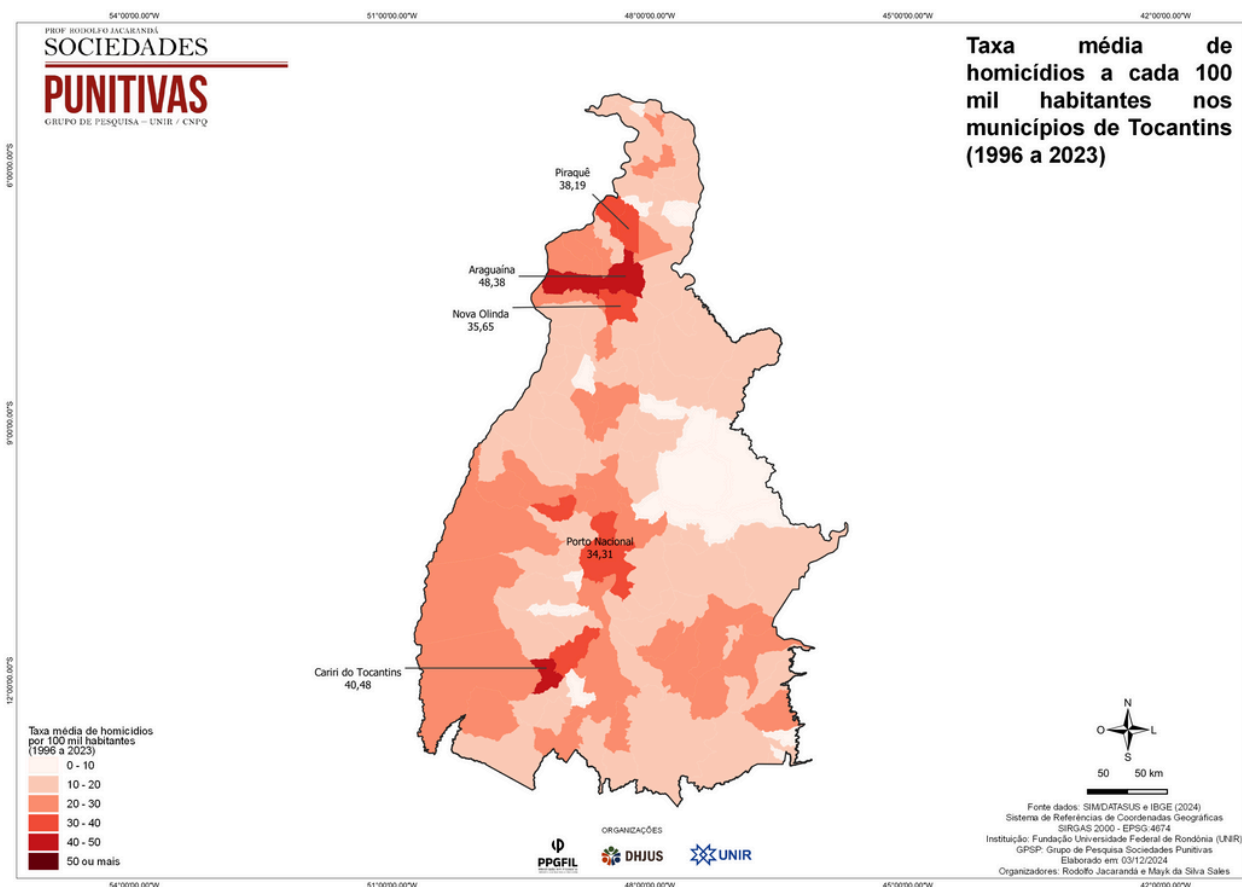 54°00'00.00"W
51°00'00.00"W
48°00'00.00"W
45°00'00.00"W
42°00'00.00"W
PROF RODOLFO JACARANDÁ
SOCIEDADES
PUNITIVAS
GRUPO DE PESQUISA – UNIR / CNPQ
Taxa média de
homicídios a cada 100
mil habitantes nos
municípios de Tocantins
(1996 a 2023)
6°00'00.00"S
9°00'00.00"S
12°00'00.00"S
Piraquê
38,19
Araguaína
48,38
Nova Olinda
35,65
Porto Nacional
34,31
Cariri do Tocantins
40,48
Taxa média de homicídios
por 100 mil habitantes
(1996 a 2023)
0 - 10
10 - 20
20 - 30
30 - 40
40 - 50
50 ou mais
N
O
L
S
50
50 km
Fonte dados: SIM/DATASUS e IBGE (2024)
Sistema de Referências de Coordenadas Geográficas
SIRGAS 2000 - EPSG:4674
Instituição: Fundação Universidade Federal de Rondônia (UNIR)
GPSP: Grupo de Pesquisa Sociedades Punitivas
Elaborado em: 03/12/2024
Organizadores: Rodolfo Jacarandá e Mayk da Silva Sales
ORGANIZAÇÕES
PPGFIL
DHJUS
UNIR
54°00'00.00"W
51°00'00.00"W
48°00'00.00"W
45°00'00.00"W
42°00'00.00"W